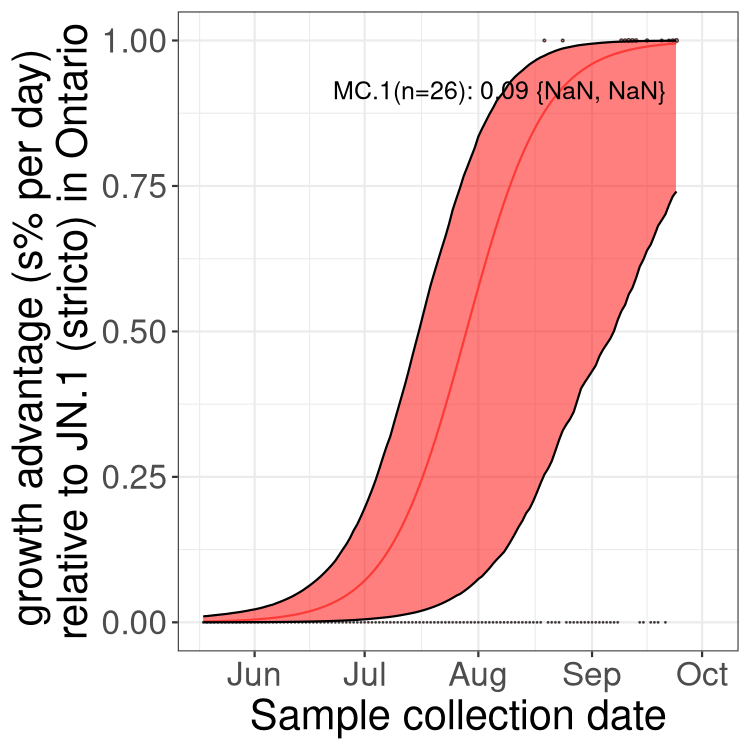 growth advantage (s% per day)
relative to JN.1 (stricto) in Ontario
1.00
0.75
0.50
0.25
0.00
MC.1(n=26): 0.09 {NaN, NaN}
Jun
Jul
Aug
Sep
Oct
Sample collection date